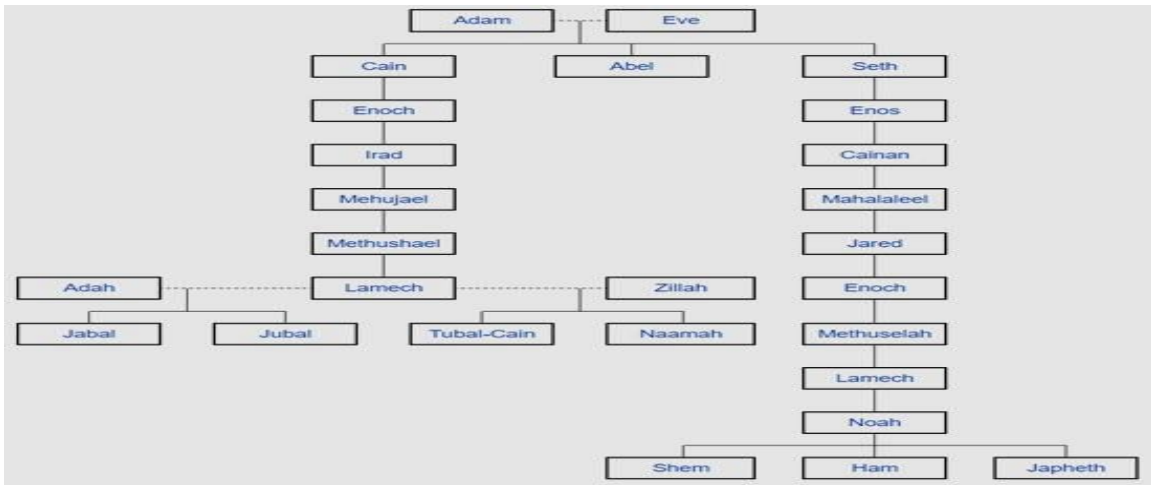 Adam Eve
Cain Abel Seth
Enoch Enos
Irad Cainan
Mehujael Mahalaleel
Methushael Jared
Adah Lamech Zillah Enoch
Jabal Jubal Tubal-Cain Naamah Methuselah
Lamech
Noah
Shem Ham Japheth